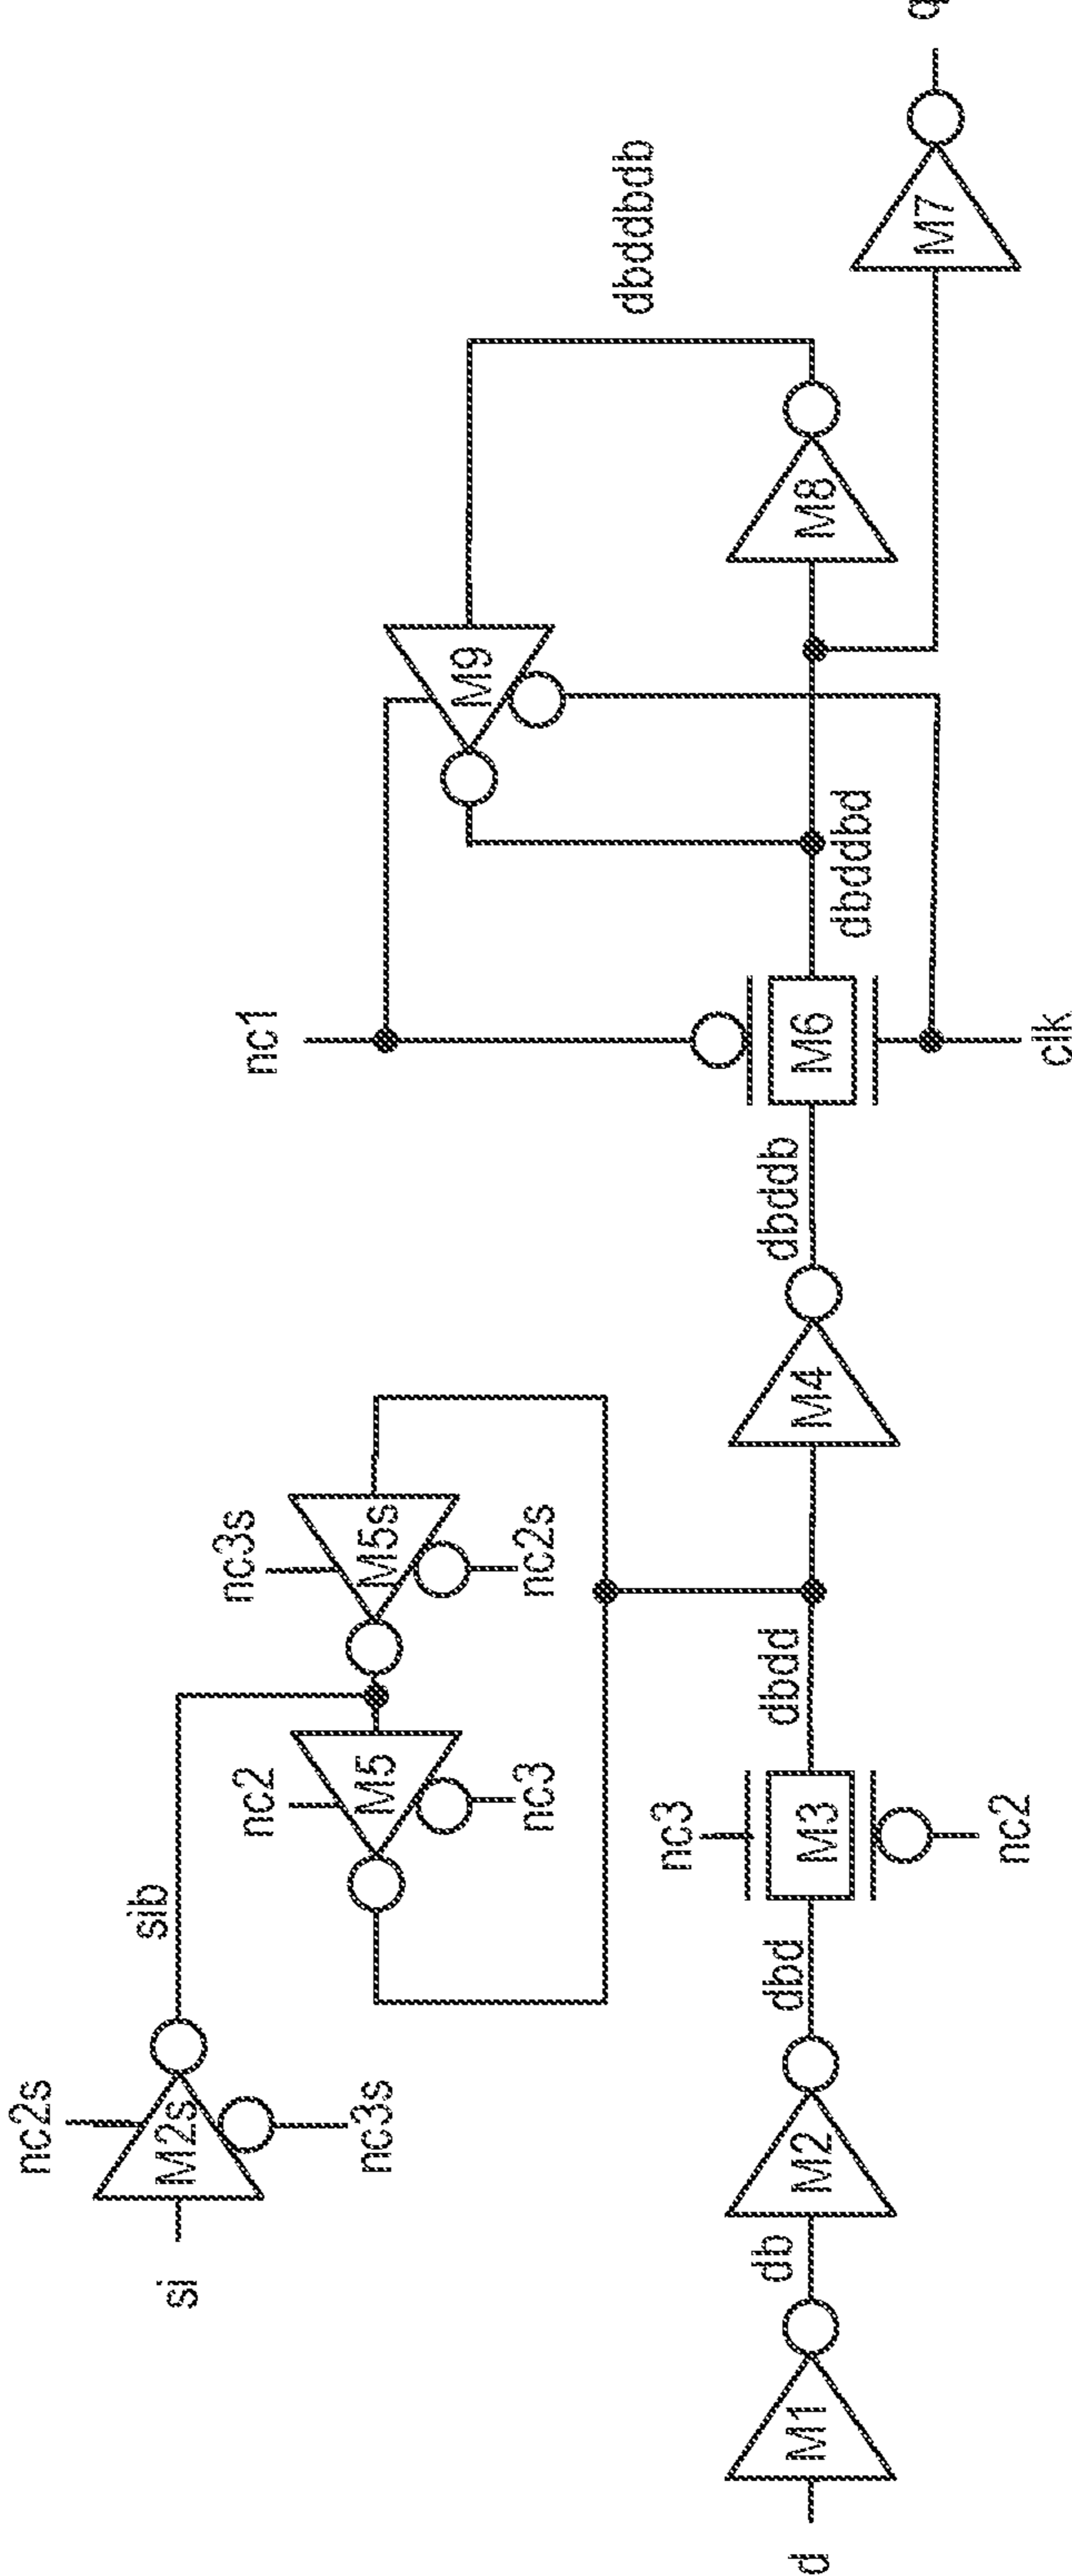 nc2s
sib
si
M2s
nc2
nc3s
nc1
nc3s
M5
M5s
M9
nc3
nc2s
dbddbdb
nc3
db
dbd
dbdd
dbddb
d
M1
M2
M3
M4
M6
M8
dbddbd
M7
q
nc2
clk